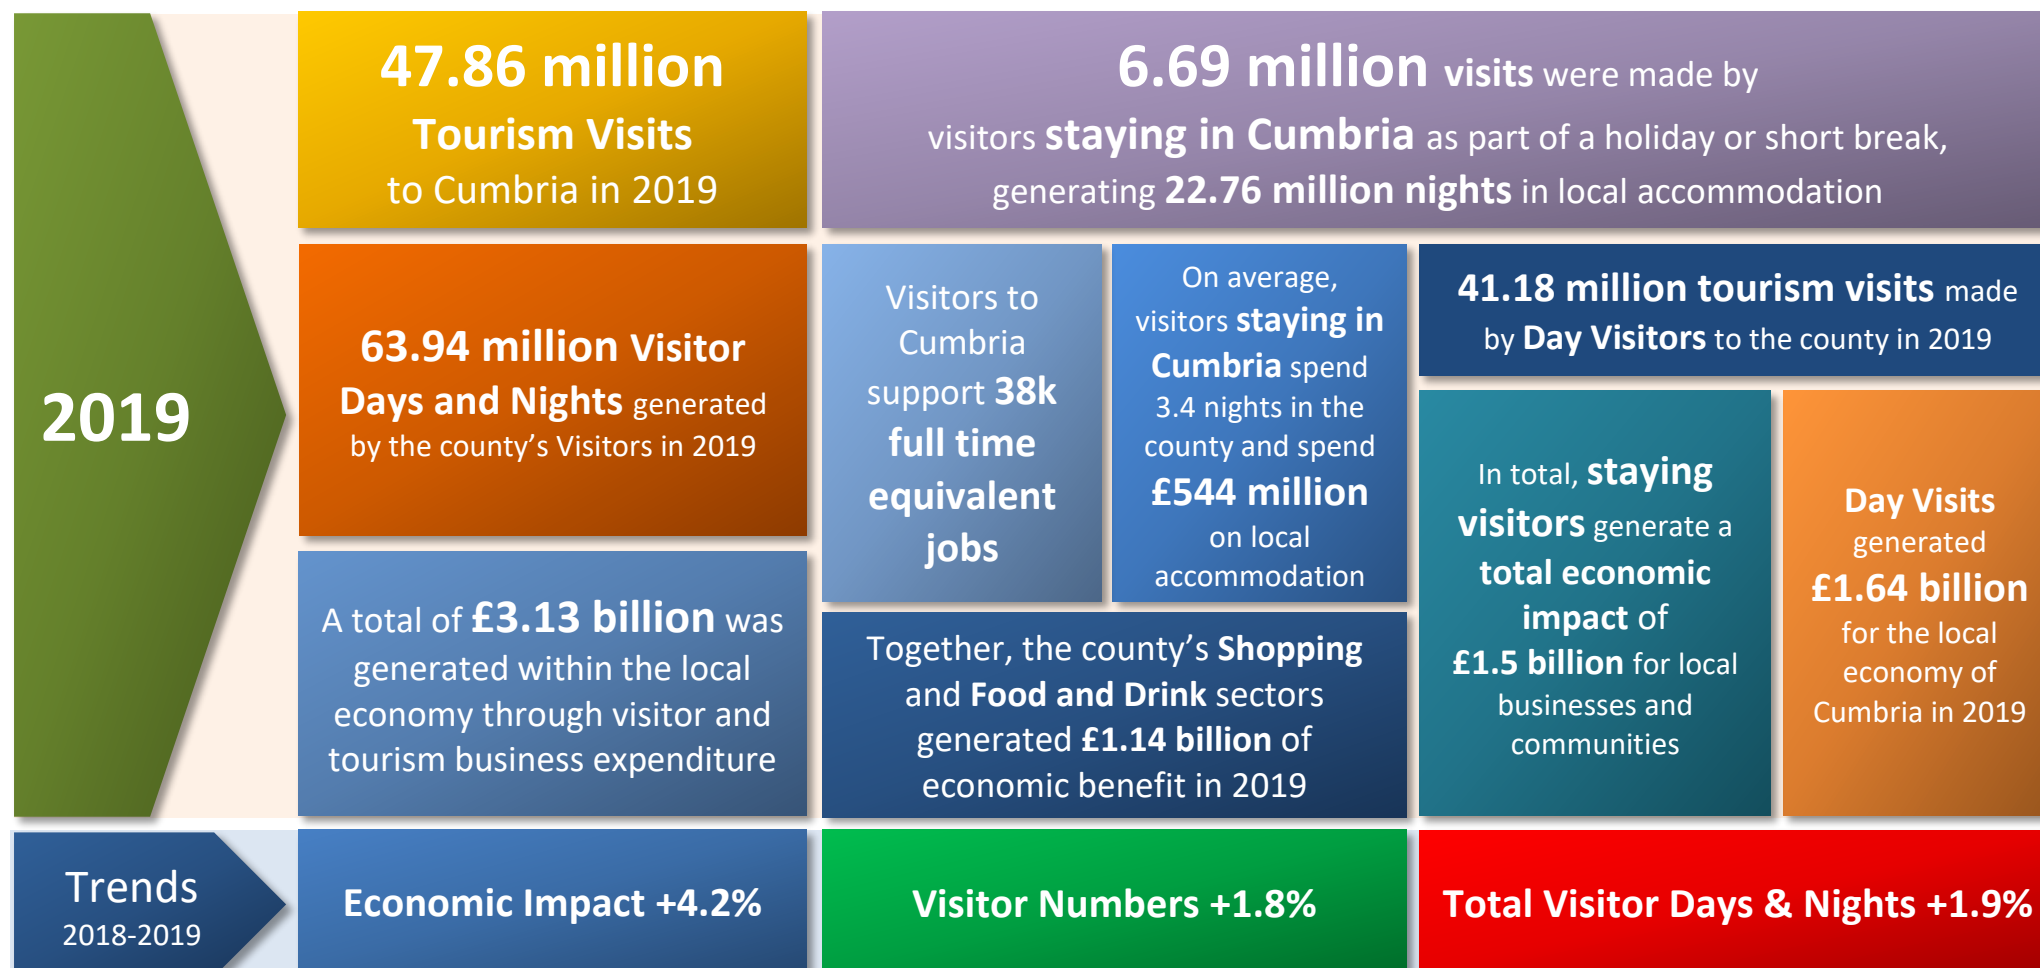 2019
47.86 million
Tourism Visits
to Cumbria in 2019
6.69 million visits were made by
visitors staying in Cumbria as part of a holiday or short break,
generating 22.76 million nights in local accommodation
63.94 million Visitor
Days and Nights generated
by the county’s Visitors in 2019
Visitors to
Cumbria
support 38k
full time
equivalent
jobs
On average,
visitors staying in
Cumbria spend
3.4 nights in the
county and spend
£544 million
on local
accommodation
41.18 million tourism visits made
by Day Visitors to the county in 2019
A total of £3.13 billion was
generated within the local
economy through visitor and
tourism business expenditure
Together, the county’s Shopping
and Food and Drink sectors
generated £1.14 billion of
economic benefit in 2019
In total, staying
visitors generate a
total economic
impact of
£1.5 billion for local
businesses and
communities
Day Visits
generated
£1.64 billion
for the local
economy of
Cumbria in 2019
Trends
2018-2019
Economic Impact +4.2%
Visitor Numbers +1.8%
Total Visitor Days & Nights +1.9%